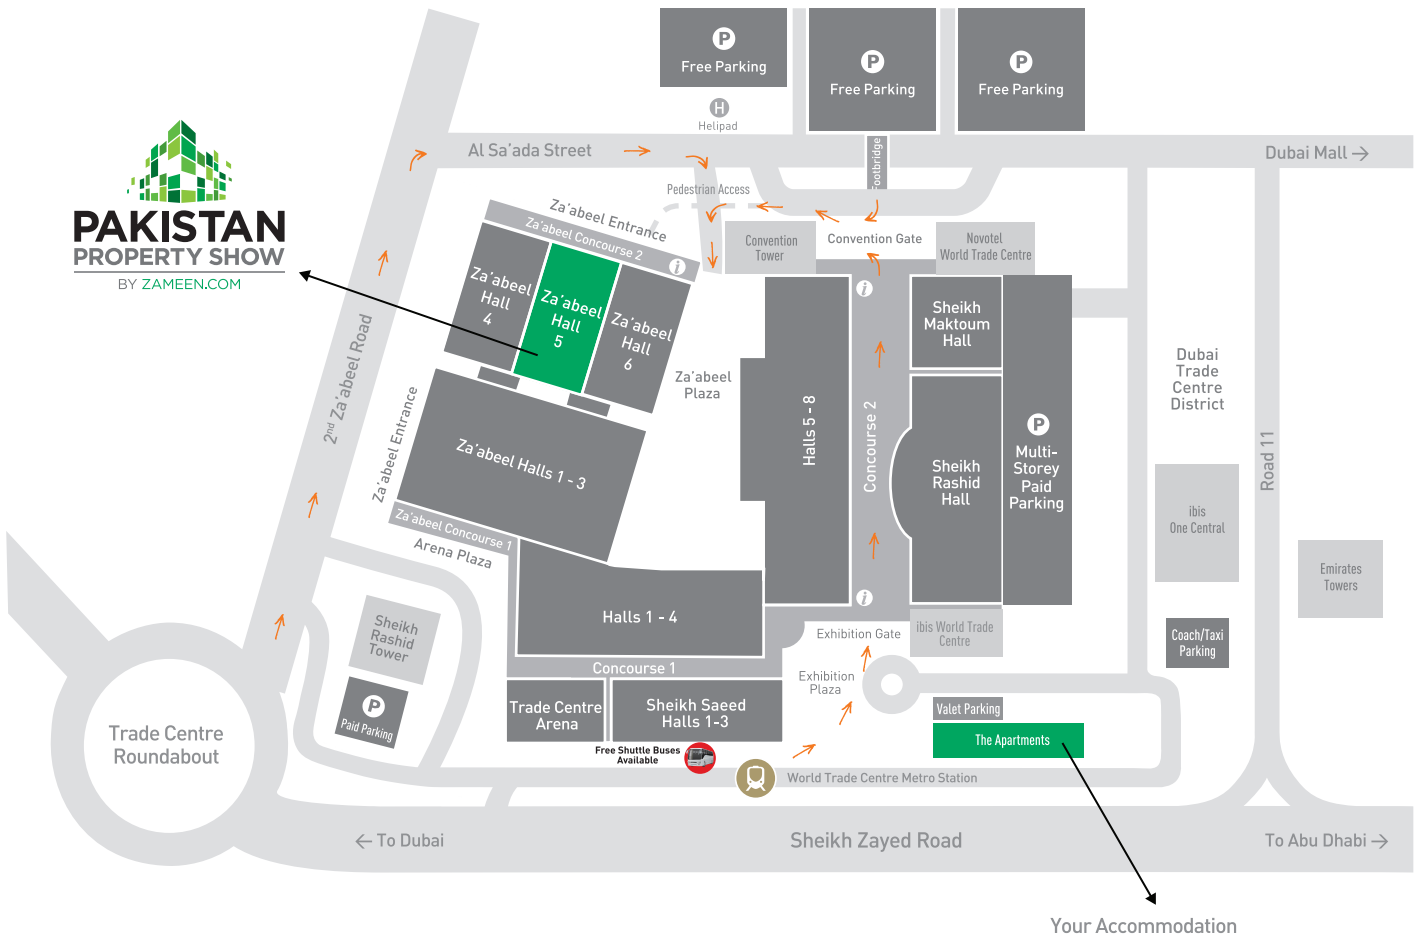 P
Free Parking
P
Free Parking
P
Free Parking
H
Helipad
Footbridge
Al Sa'ada Street
Dubai Mall
Pedestrian Access
PAKISTAN
PROPERTY SHOW
BY ZAMEEN.COM
Za'abeel Entrance
Za'abeel Concourse 2
i
Convention
Tower
Convention Gate
Novotel
World Trade Centre
Za'abeel
Hall
4
Za'abeel
Hall
5
Za'abeel
Hall
6
i
Sheikh
Maktoum
Hall
2nd Za'abeel Road
Za'abeel
Plaza
Dubai
Trade
Centre
District
Za'abeel Entrance
Za'abeel Halls 1 - 3
Halls 5 - 8
Concourse 2
Sheikh
Rashid
Hall
P
Multi-
Storey
Paid
Parking
Road 11
ibis
One Central
Za'abeel Concourse 1
Arena Plaza
Emirates
Towers
i
Halls 1 - 4
Sheikh
Rashid
Tower
Exhibition Gate
ibis World Trade
Centre
Coach/Taxi
Parking
Concourse 1
Exhibition
Plaza
P
Paid Parking
Trade Centre
Arena
Sheikh Saeed
Halls 1-3
Valet Parking
The Apartments
Trade Centre
Roundabout
Free Shuttle Buses
Available
World Trade Centre Metro Station
To Dubai
Sheikh Zayed Road
To Abu Dhabi
Your Accommodation